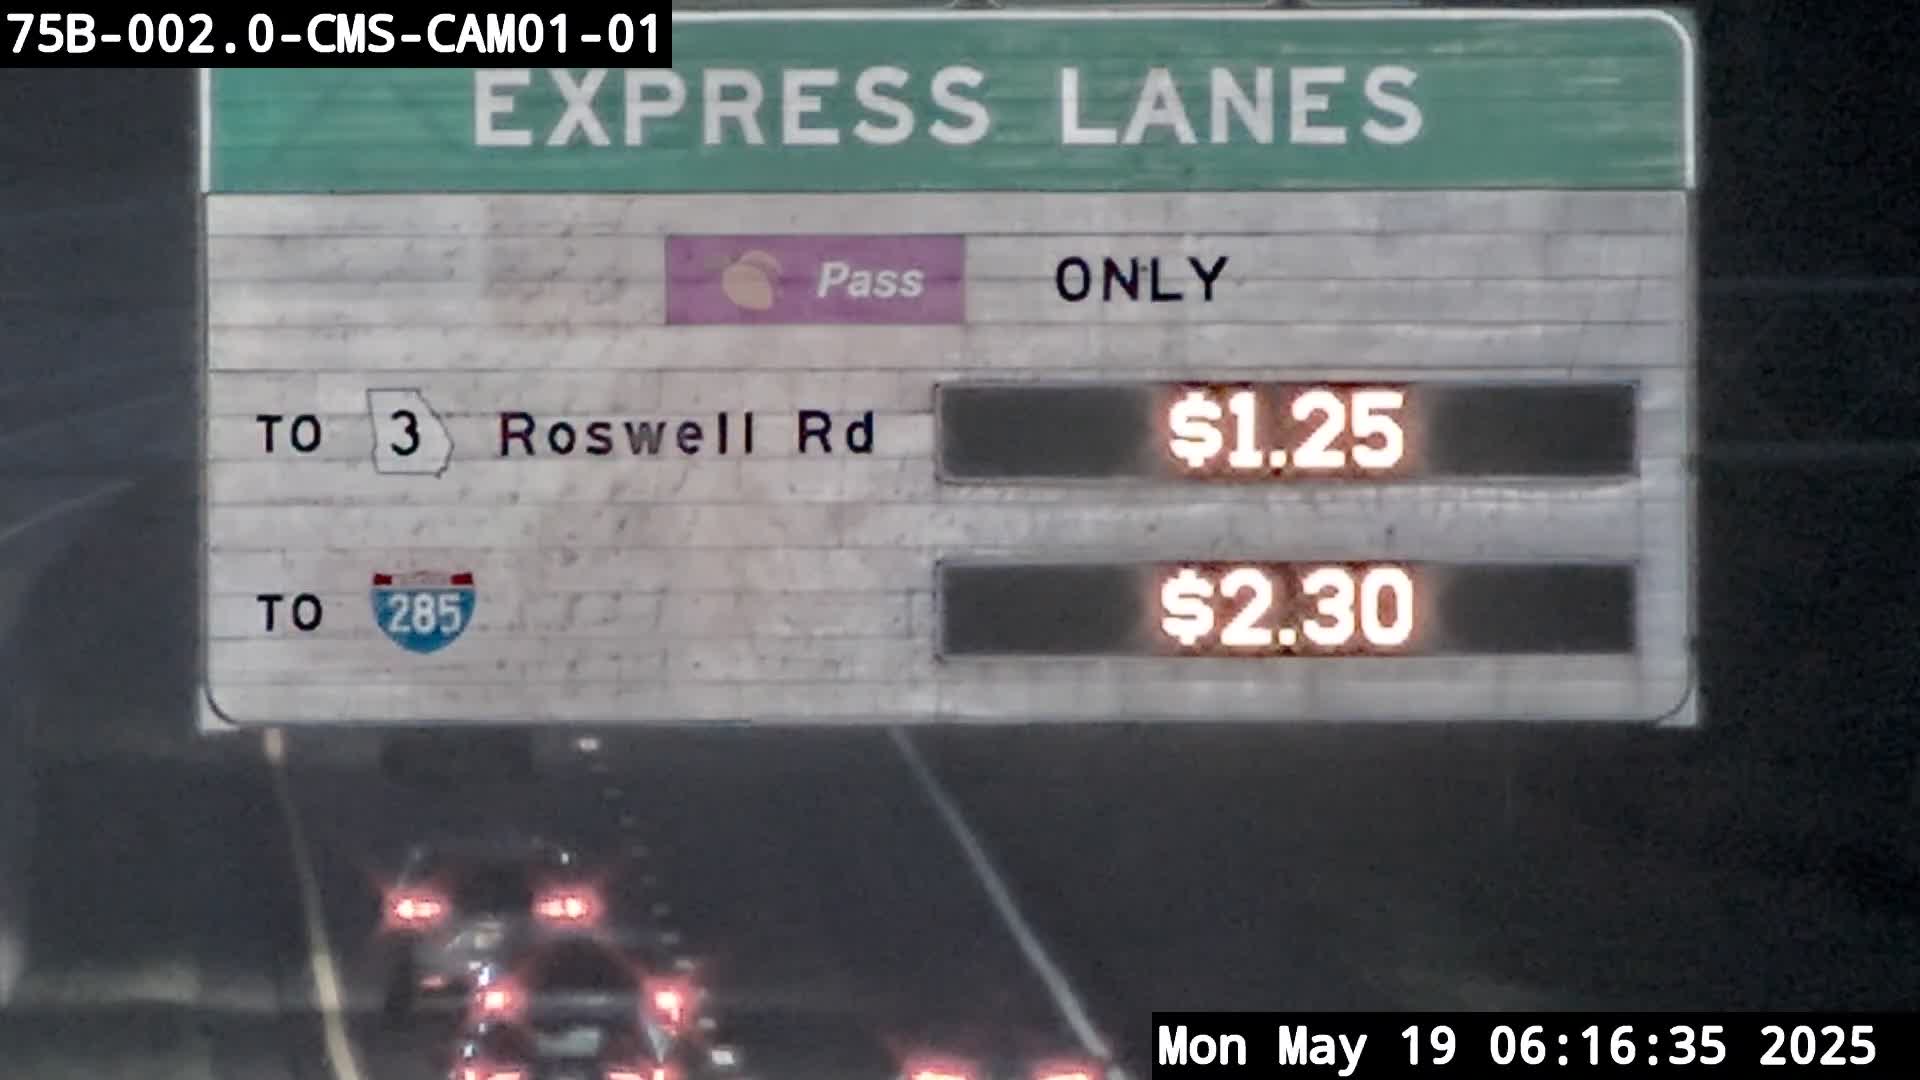 75B-002.0-CMS-CAM01-01
EXPRESS LANES
Pass ONLY
TO 3 Roswell Rd $1.25
TO 285 $2.30
Mon May 19 06:16:35 2025